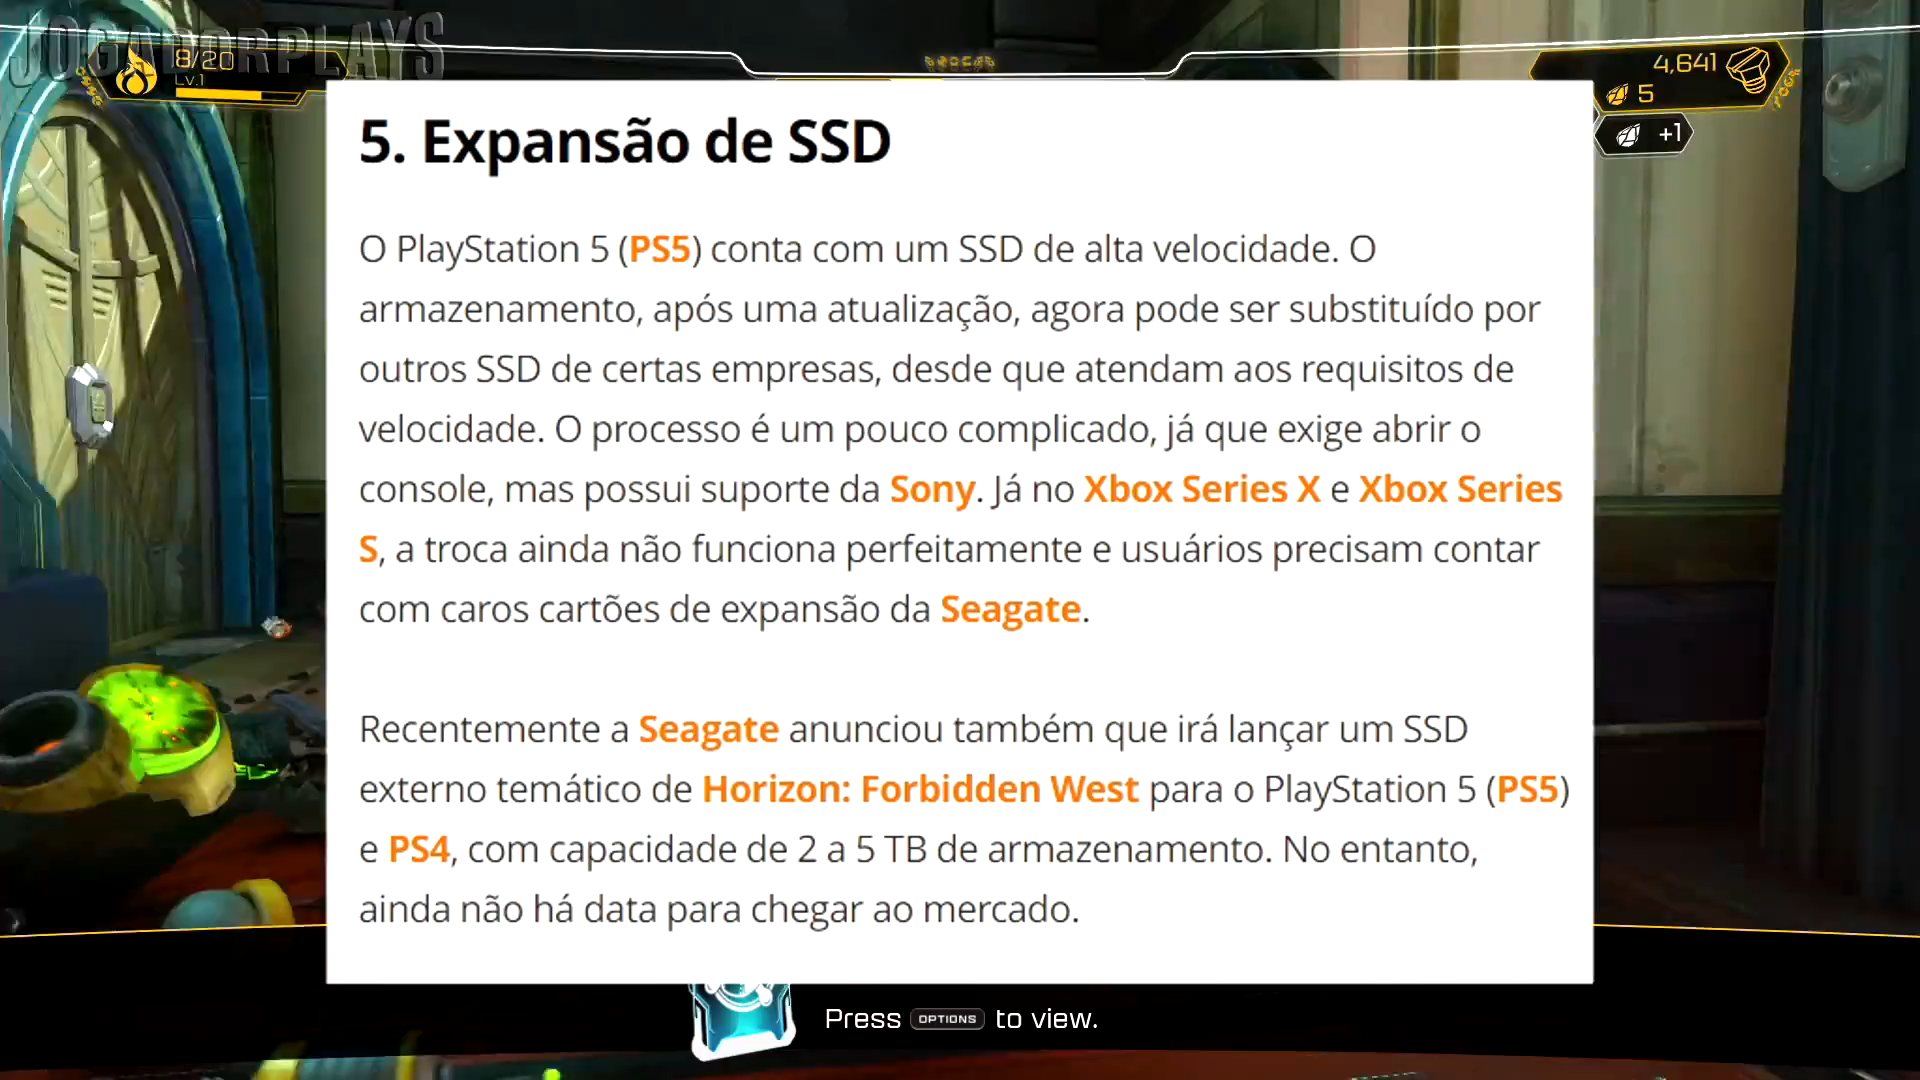 JOGADORPLAYS
8/20
LV.1
4,641
5
+1
5. Expansão de SSD
O PlayStation 5 (PS5) conta com um SSD de alta velocidade. O
armazenamento, após uma atualização, agora pode ser substituído por
outros SSD de certas empresas, desde que atendam aos requisitos de
velocidade. O processo é um pouco complicado, já que exige abrir o
console, mas possui suporte da Sony. Já no Xbox Series X e Xbox Series
S, a troca ainda não funciona perfeitamente e usuários precisam contar
com caros cartões de expansão da Seagate.
Recentemente a Seagate anunciou também que irá lançar um SSD
externo temático de Horizon: Forbidden West para o PlayStation 5 (PS5)
e PS4, com capacidade de 2 a 5 TB de armazenamento. No entanto,
ainda não há data para chegar ao mercado.
Press OPTIONS to view.